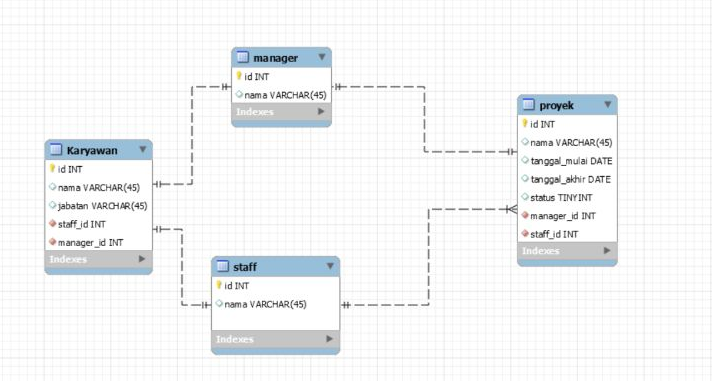 manager
id INT
nama VARCHAR(45)
Indexes
Karyawan
id INT
nama VARCHAR(45)
jabatan VARCHAR(45)
staff_id INT
manager_id INT
Indexes
staff
id INT
nama VARCHAR(45)
Indexes
proyek
id INT
nama VARCHAR(45)
tanggal_mulai DATE
tanggal_akhir DATE
status TINYINT
manager_id INT
staff_id INT
Indexes